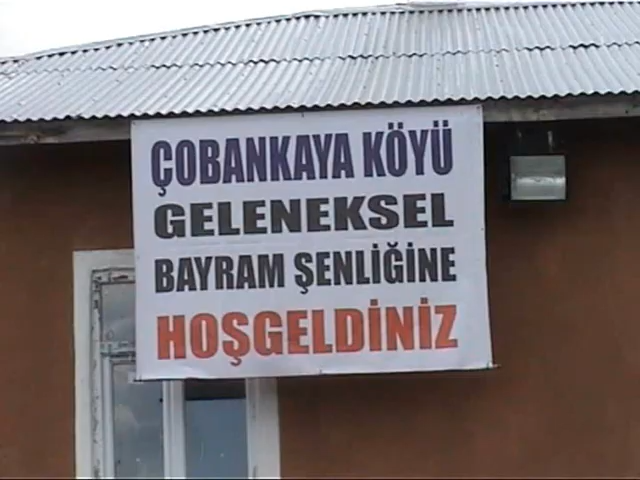 ÇOBANKAYA KÖYÜ
GELENEKSEL
BAYRAM ŞENLİĞİNE
HOŞGELDİNİZ